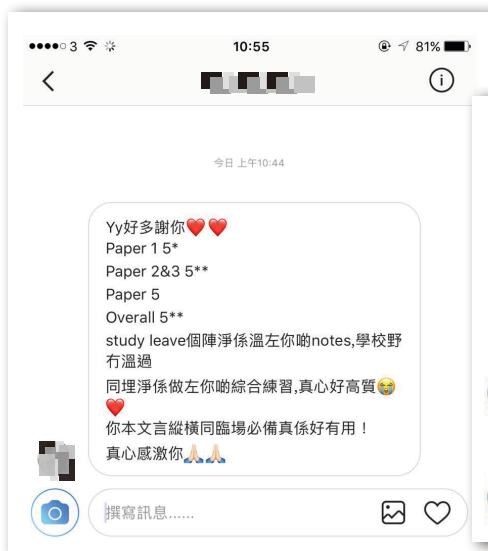 3
10:55
81%
今日 上午10:44
Yy好多謝你❤️❤️
Paper 1 5*
Paper 2&3 5**
Paper 5
Overall 5**
study leave個陣淨係溫左你啲notes,學校野
冇溫過
同埋淨係做左你啲綜合練習,真心好高質😭
❤️
你本文言縱橫同臨場必備真係好有用！
真心感激你🙏🏻🙏🏻
撰寫訊息......